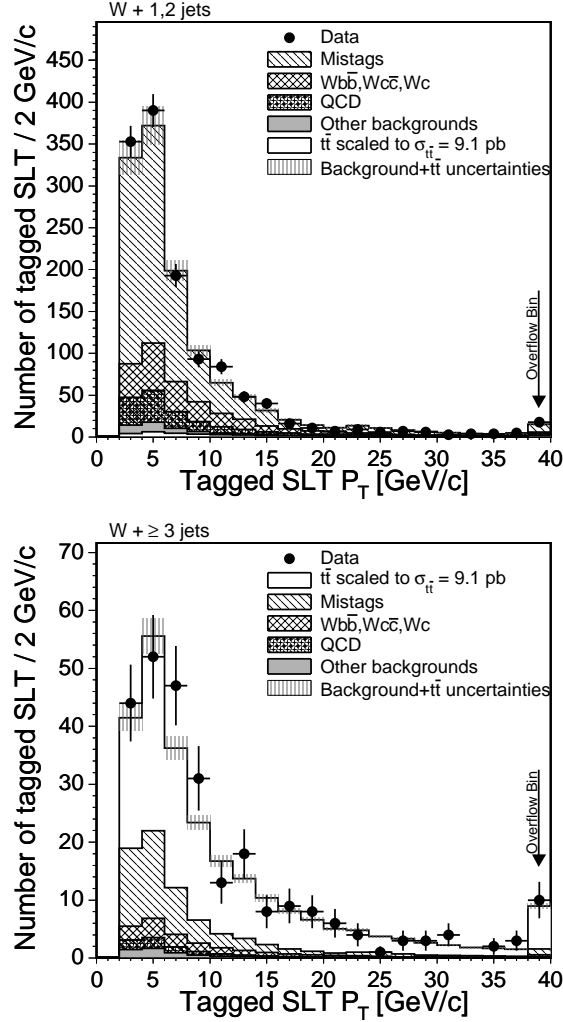 W + 1,2 jets
Number of tagged SLT / 2 GeV/c
450
400
350
300
250
200
150
100
50
0
Data
Mistags
Wbb̅,Wcc̅,Wc
QCD
Other backgrounds
tt̅ scaled to σtt̅ = 9.1 pb
Background+tt̅ uncertainties
Overflow Bin
0 5 10 15 20 25 30 35 40
Tagged SLT PT [GeV/c]
W + ≥ 3 jets
Number of tagged SLT / 2 GeV/c
70
60
50
40
30
20
10
0
Data
tt̅ scaled to σtt̅ = 9.1 pb
Mistags
Wbb̅,Wcc̅,Wc
QCD
Other backgrounds
Background+tt̅ uncertainties
Overflow Bin
0 5 10 15 20 25 30 35 40
Tagged SLT PT [GeV/c]